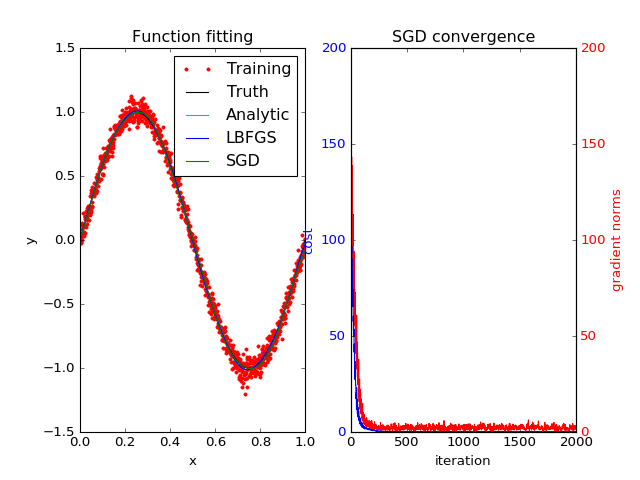 Function fitting
1.5
1.0
0.5
0.0
−0.5
−1.0
−1.5
y
0.0
0.2
0.4
0.6
0.8
1.0
x
Training
Truth
Analytic
LBFGS
SGD
SGD convergence
200
150
100
50
0
cost
0
500
1000
1500
2000
iteration
200
150
100
50
0
gradient norms